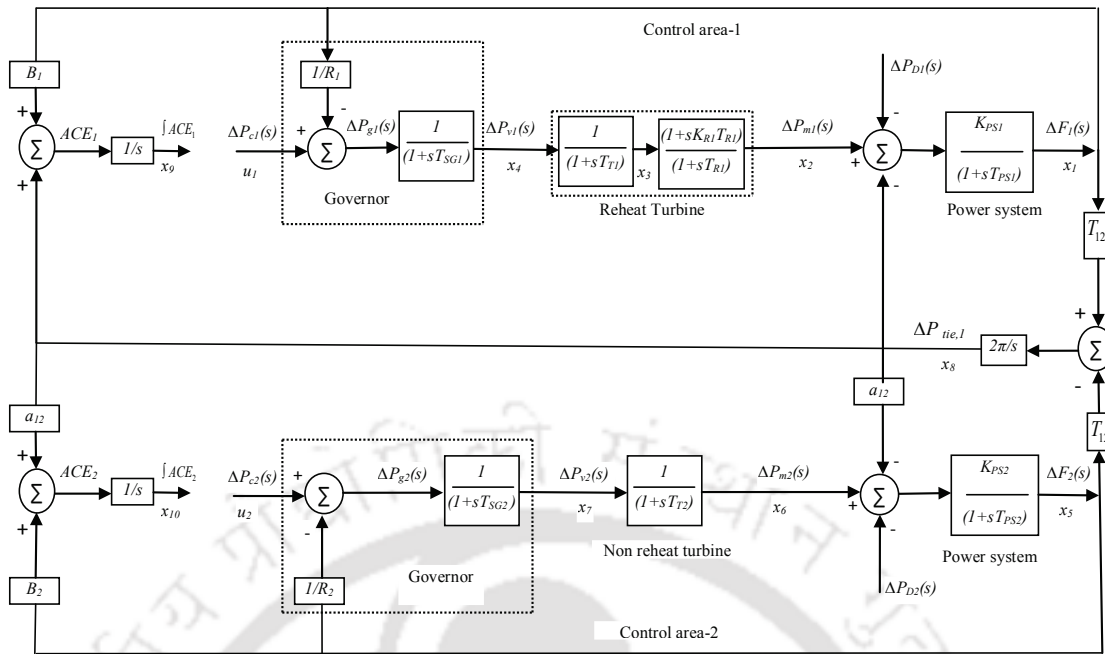 Control area-1
B1
1/R1
ΔPD1(s)
+
-
-
ACE1
∫ACE1
ΔPc1(s)
+
ΔPg1(s)
1
ΔPv1(s)
1
(1+sKR1TR1)
ΔPm1(s)
KPS1
ΔF1(s)
Σ
1/s
x9
u1
Σ
(1+sTSG1)
x4
(1+sTT1)
x3
(1+sTR1)
x2
+
Σ
(1+sTPS1)
x1
+
-
Governor
Reheat Turbine
Power system
T12
+
ΔP tie,1
2π/s
Σ
x8
-
a12
a12
+
-
ACE2
∫ACE2
ΔPc2(s)
+
ΔPg2(s)
1
ΔPv2(s)
1
ΔPm2(s)
KPS2
ΔF2(s)
Σ
1/s
x10
u2
Σ
(1+sTSG2)
x7
(1+sTT2)
x6
+
Σ
(1+sTPS2)
x5
+
-
-
Non reheat turbine
Power system
B2
1/R2
Governor
ΔPD2(s)
Control area-2